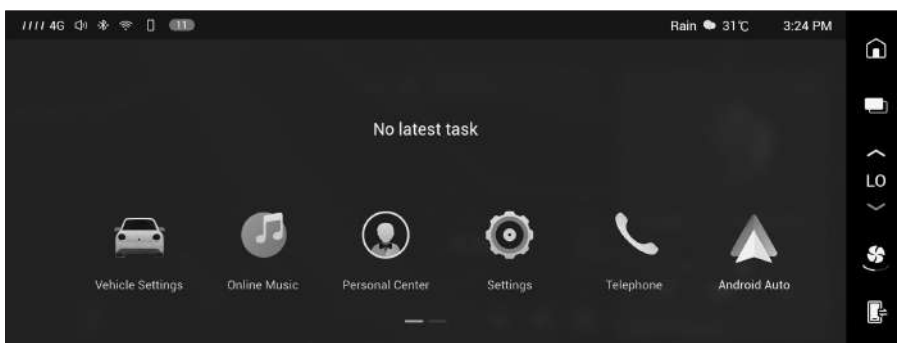 4G 11 Rain 31℃ 3:24 PM
No latest task
LO
Vehicle Settings Online Music Personal Center Settings Telephone Android Auto